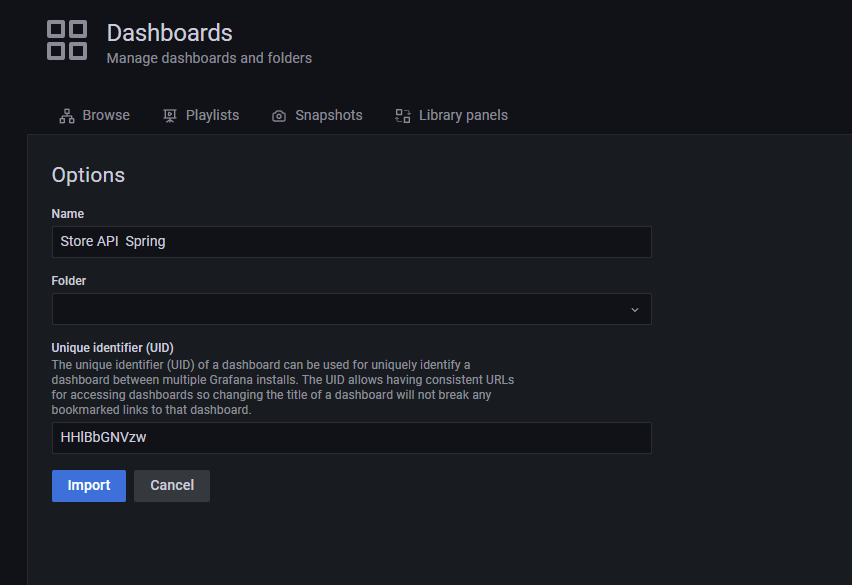 Dashboards
Manage dashboards and folders
Browse Playlists Snapshots Library panels
Options
Name
Store API  Spring
Folder
Unique identifier (UID)
The unique identifier (UID) of a dashboard can be used for uniquely identify a
dashboard between multiple Grafana installs. The UID allows having consistent URLs
for accessing dashboards so changing the title of a dashboard will not break any
bookmarked links to that dashboard.
HHlBbGNVzw
Import Cancel